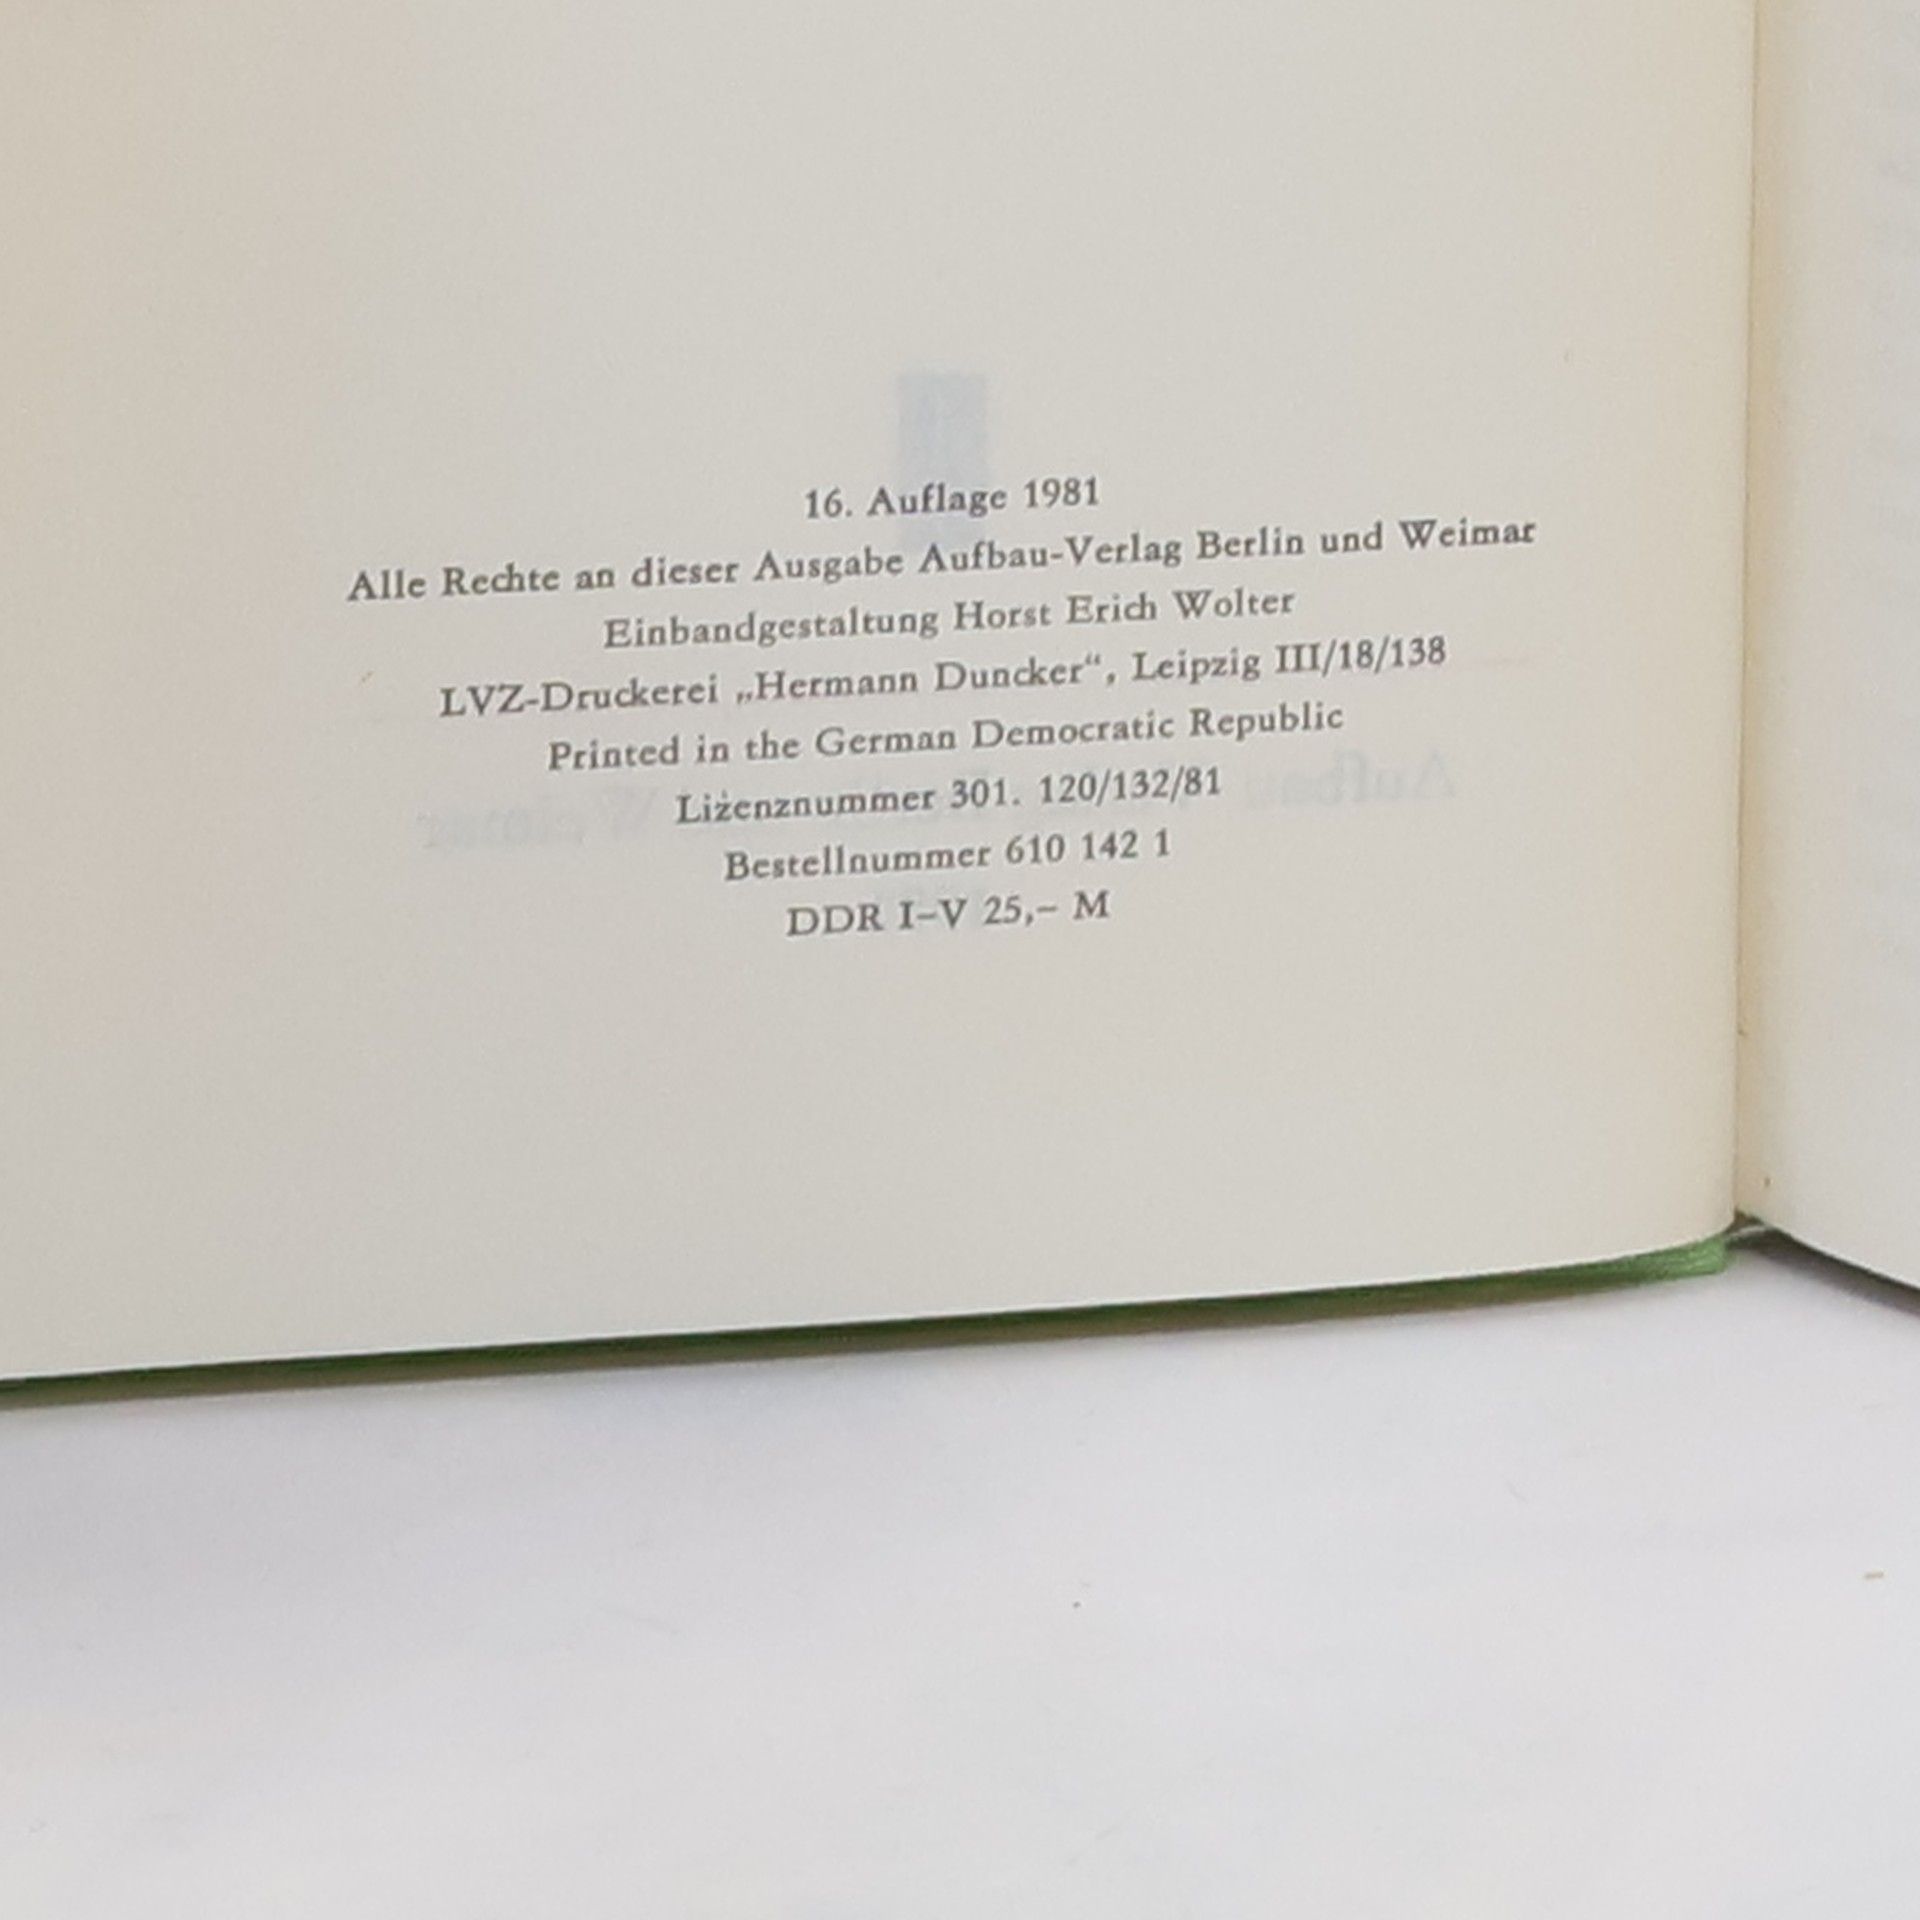 16. Auflage 1981
Alle Rechte an dieser Ausgabe Aufbau-Verlag Berlin und Weimar
Einbandgestaltung Horst Erich Wolter
LVZ-Druckerei „Hermann Duncker“, Leipzig III/18/138
Printed in the German Democratic Republic
Lizenznummer 301. 120/132/81
Bestellnummer 610 142 1
DDR I–V 25,– M